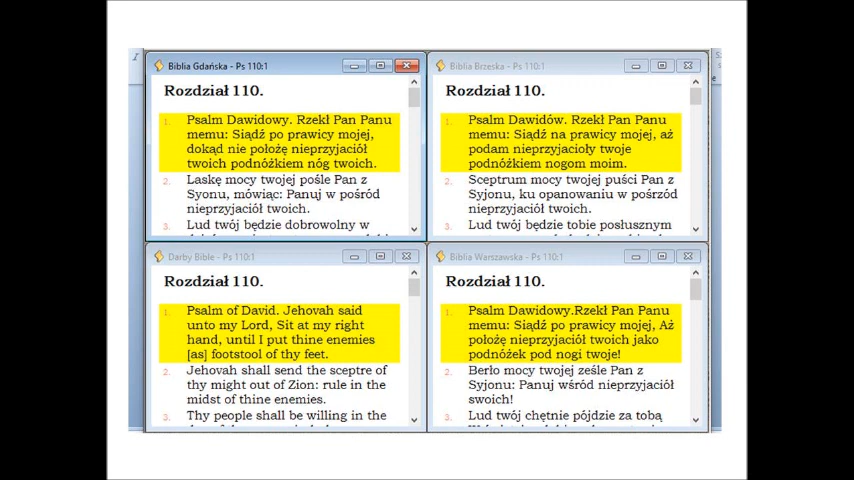 Biblia Gdańska - Ps 110:1
Rozdział 110.
1. Psalm Dawidowy. Rzekł Pan Panu
memu: Siądź po prawicy mojej,
dokąd nie położę nieprzyjaciół
twoich podnóżkiem nóg twoich.
2. Laskę mocy twojej pośle Pan z
Syonu, mówiąc: Panuj w pośród
nieprzyjaciół twoich.
3. Lud twój będzie dobrowolny w
Biblia Brzeska - Ps 110:1
Rozdział 110.
1. Psalm Dawidów. Rzekł Pan Panu
memu: Siądź na prawicy mojej, aż
podam nieprzyjacioły twoje
podnóżkiem nogom moim.
2. Sceptrum mocy twojej puści Pan z
Syjonu, ku opanowaniu w pośrzód
nieprzyjaciół twoich.
3. Lud twój będzie tobie posłusznym
Darby Bible - Ps 110:1
Rozdział 110.
1. Psalm of David. Jehovah said
unto my Lord, Sit at my right
hand, until I put thine enemies
[as] footstool of thy feet.
2. Jehovah shall send the sceptre of
thy might out of Zion: rule in the
midst of thine enemies.
3. Thy people shall be willing in the
Biblia Warszawska - Ps 110:1
Rozdział 110.
1. Psalm Dawidowy.Rzekł Pan Panu
memu: Siądź po prawicy mojej, Aż
położę nieprzyjaciół twoich jako
podnóżek pod nogi twoje!
2. Berło mocy twojej ześle Pan z
Syjonu: Panuj wśród nieprzyjaciół
swoich!
3. Lud twój chętnie pójdzie za tobą